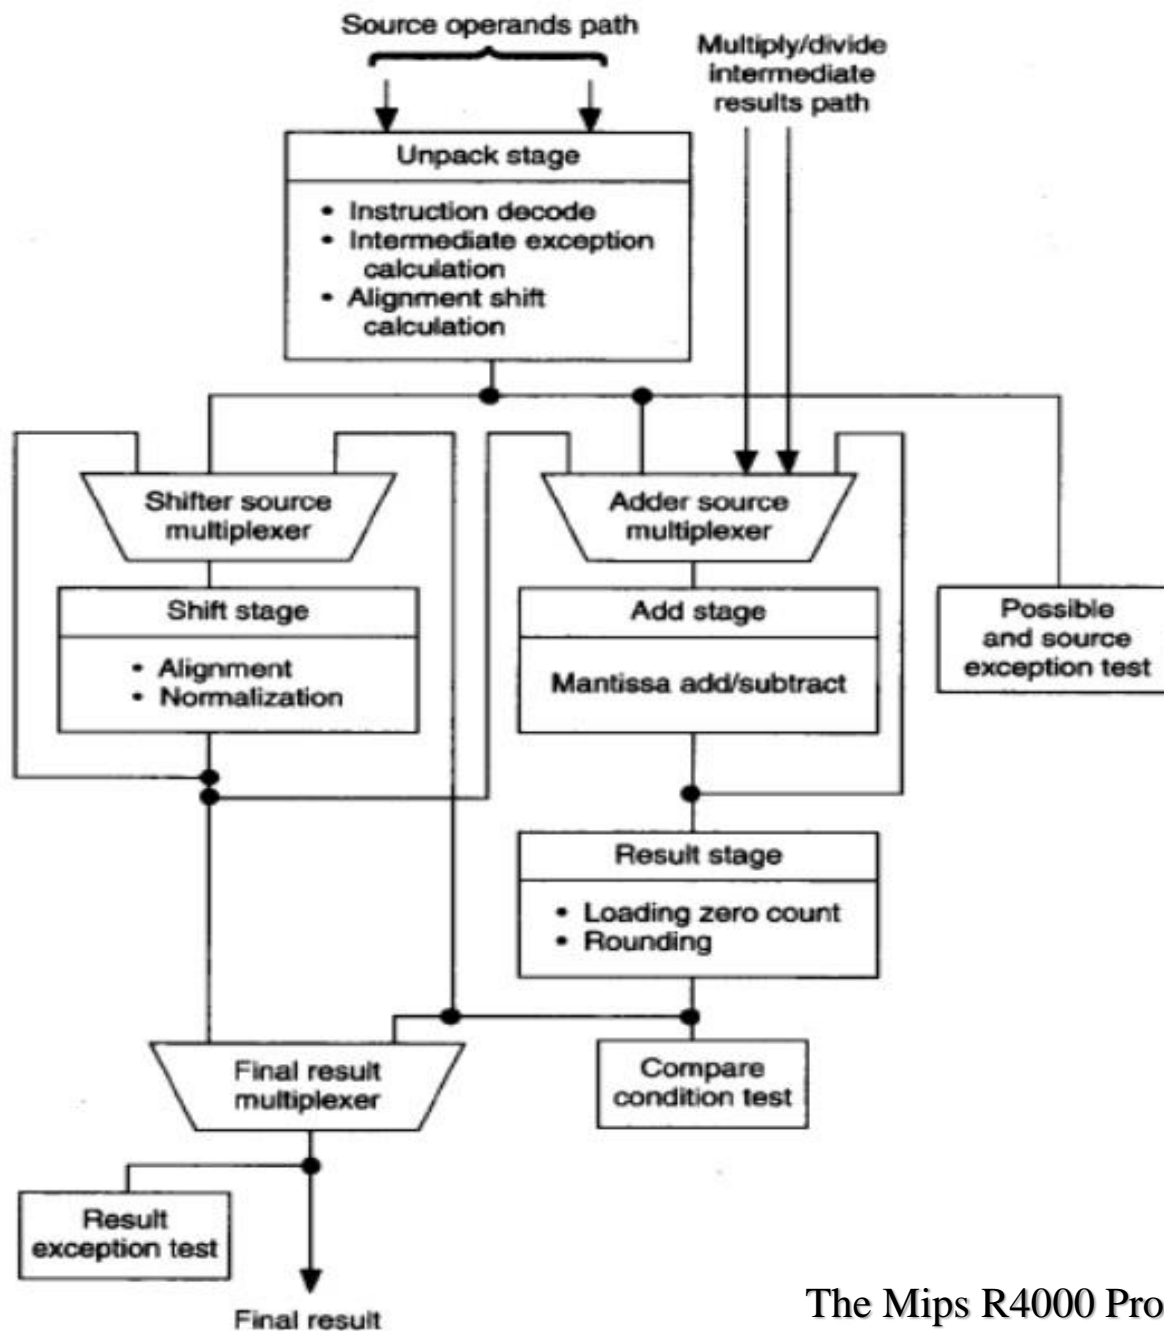 Source operands path
Multiply/divide
intermediate
results path
Unpack stage
• Instruction decode
• Intermediate exception
calculation
• Alignment shift
calculation
Shifter source
multiplexer
Adder source
multiplexer
Shift stage
• Alignment
• Normalization
Add stage
Mantissa add/subtract
Possible
and source
exception test
Result stage
• Loading zero count
• Rounding
Final result
multiplexer
Compare
condition test
Result
exception test
Final result
The Mips R4000 Pro